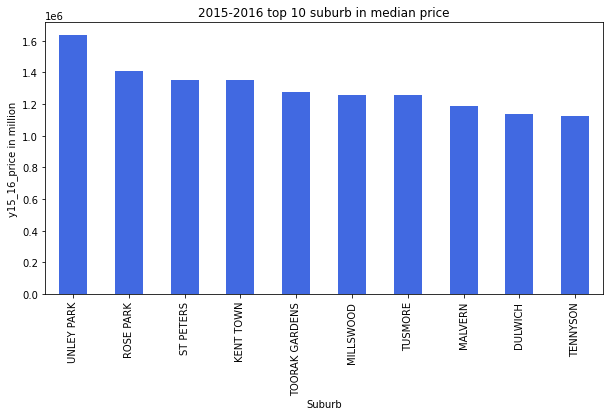 2015-2016 top 10 suburb in median price
1e6
1.6
1.4
1.2
1.0
0.8
0.6
0.4
0.2
0.0
y15_16_price in million
UNLEY PARK
ROSE PARK
ST PETERS
KENT TOWN
TOORAK GARDENS
MILLSWOOD
TUSMORE
MALVERN
DULWICH
TENNYSON
Suburb